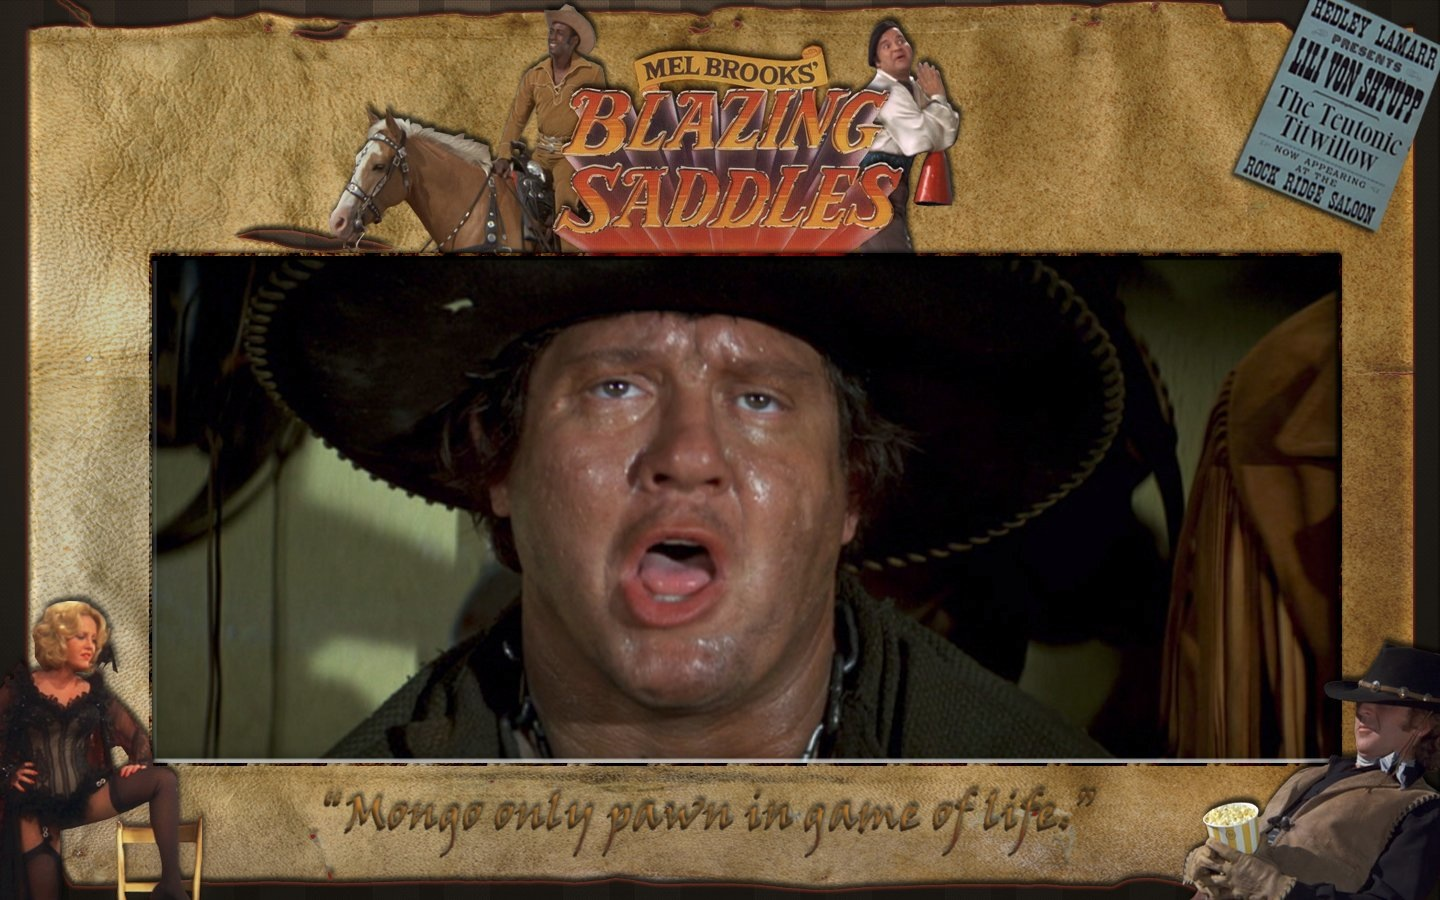 MEL BROOKS'
BLAZING
SADDLES
HEDLEY LAMARR
PRESENTS
LILI VON SHTUPP
The Teutonic
Titwillow
NOW APPEARING
AT THE
ROCK RIDGE SALOON
“Mongo only pawn in game of life.”